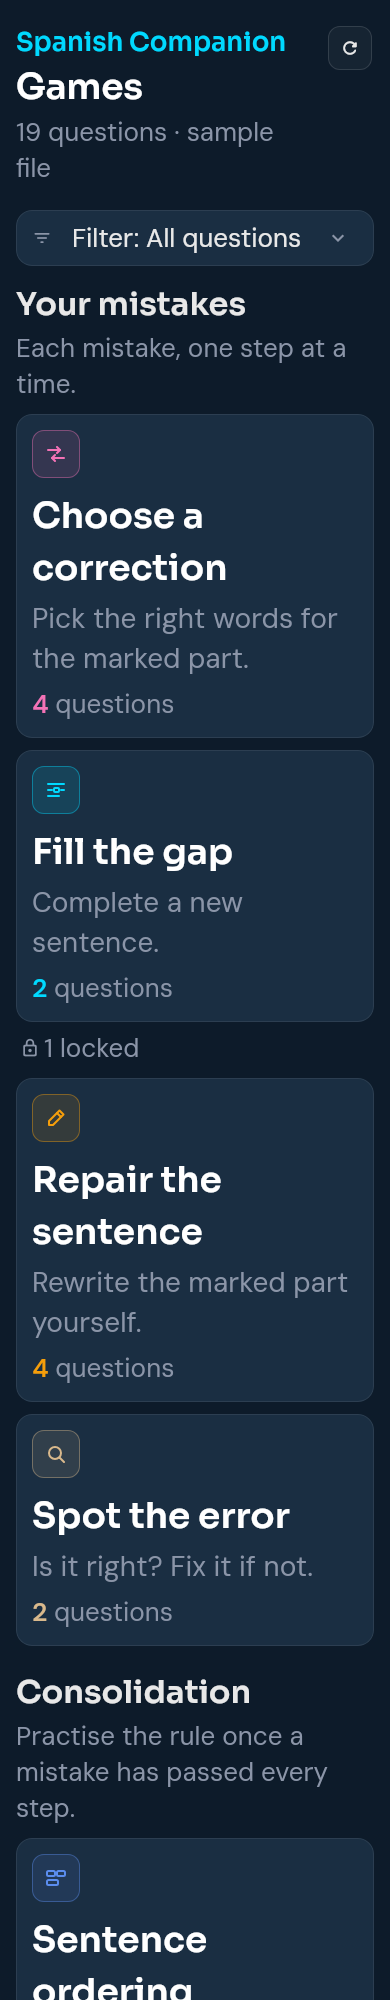 Spanish Companion
Games
19 questions · sample
file
Filter: All questions
Your mistakes
Each mistake, one step at a
time.
Choose a
correction
Pick the right words for
the marked part.
4 questions
Fill the gap
Complete a new
sentence.
2 questions
1 locked
Repair the
sentence
Rewrite the marked part
yourself.
4 questions
Spot the error
Is it right? Fix it if not.
2 questions
Consolidation
Practise the rule once a
mistake has passed every
step.
Sentence
ordering